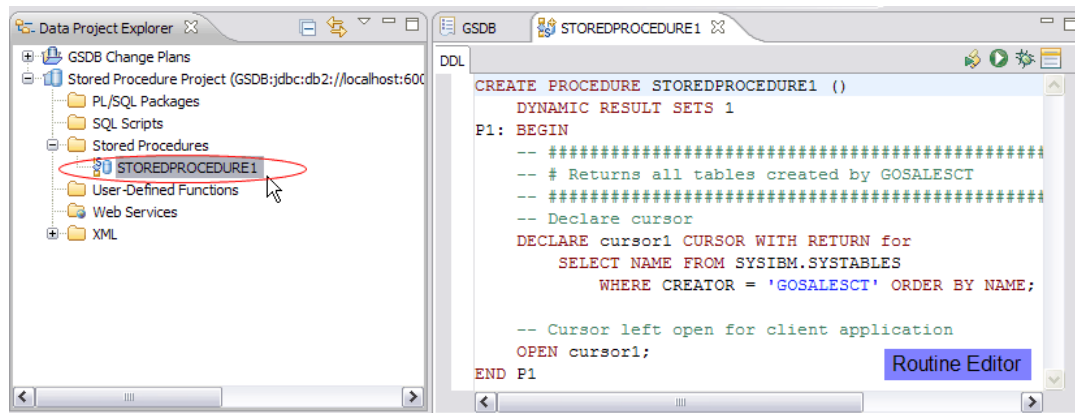 Data Project Explorer
GSDB Change Plans
Stored Procedure Project (GSDB:jdbc:db2://localhost:600
PL/SQL Packages
SQL Scripts
Stored Procedures
STOREDPROCEDURE1
User-Defined Functions
Web Services
XML
GSDB
STOREDPROCEDURE1
DDL
CREATE PROCEDURE STOREDPROCEDURE1 ()
DYNAMIC RESULT SETS 1
P1: BEGIN
-- ################################################
-- # Returns all tables created by GOSALESCT
-- ################################################
-- Declare cursor
DECLARE cursor1 CURSOR WITH RETURN for
SELECT NAME FROM SYSIBM.SYSTABLES
WHERE CREATOR = 'GOSALESCT' ORDER BY NAME;
-- Cursor left open for client application
OPEN cursor1;
END P1
Routine Editor